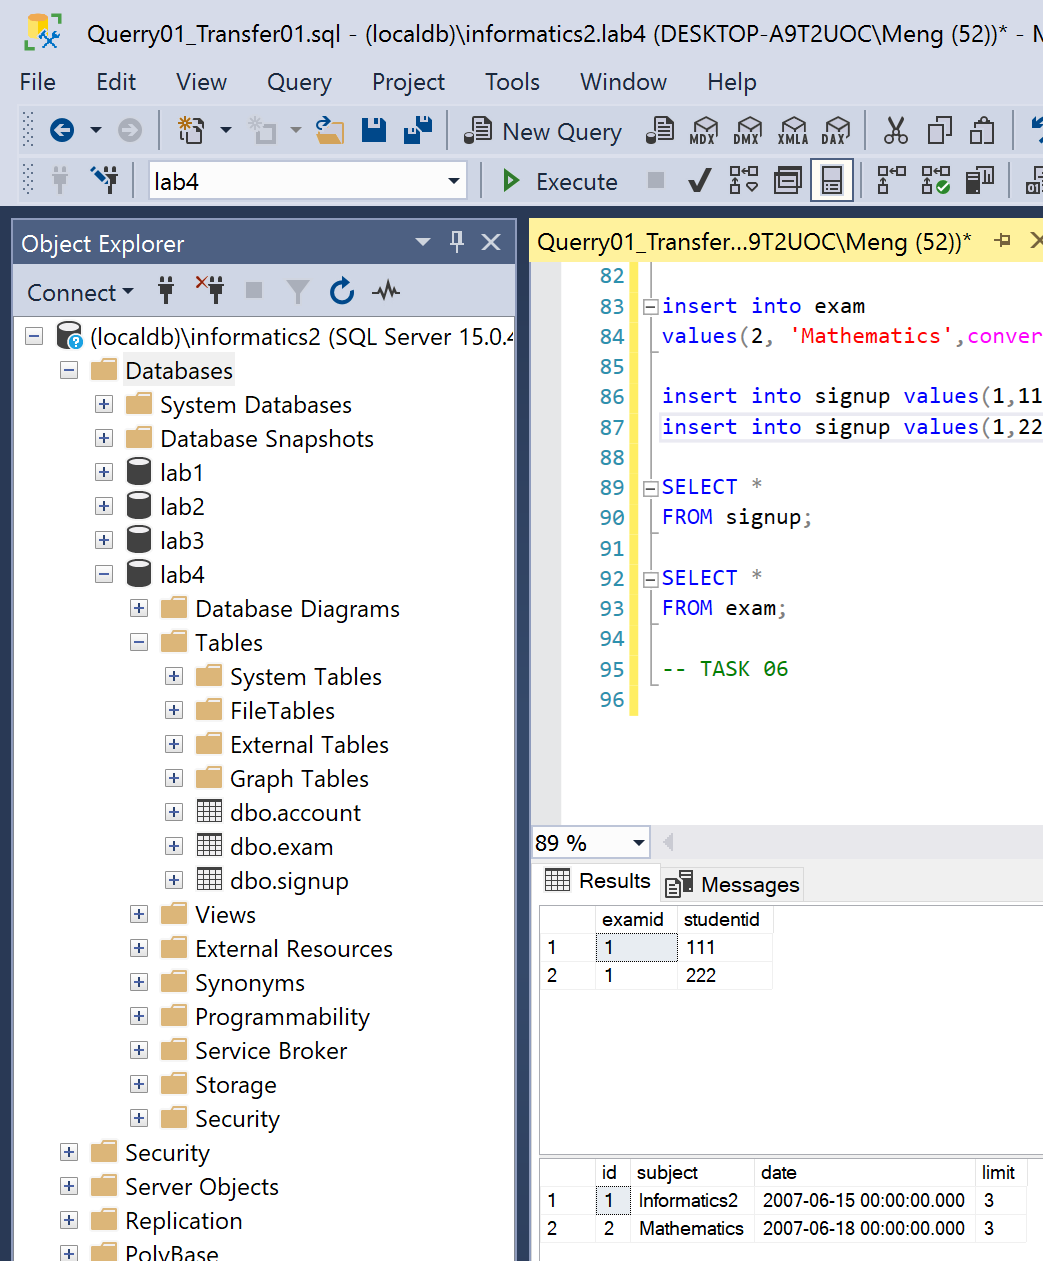 Querry01_Transfer01.sql - (localdb)\informatics2.lab4 (DESKTOP-A9T2UOC\Meng (52))* - M
File Edit View Query Project Tools Window Help
New Query MDX DMX XMLA DAX
lab4 Execute
Object Explorer
Connect
(localdb)\informatics2 (SQL Server 15.0.4
Databases
System Databases
Database Snapshots
lab1
lab2
lab3
lab4
Database Diagrams
Tables
System Tables
FileTables
External Tables
Graph Tables
dbo.account
dbo.exam
dbo.signup
Views
External Resources
Synonyms
Programmability
Service Broker
Storage
Security
Security
Server Objects
Replication
PolyBase
Querry01_Transfer...9T2UOC\Meng (52))*
82
83 insert into exam
84 values(2, 'Mathematics',conver
85
86 insert into signup values(1,11
87 insert into signup values(1,22
88
89 SELECT *
90 FROM signup;
91
92 SELECT *
93 FROM exam;
94
95 -- TASK 06
96
89 %
Results Messages
examid studentid
1 1 111
2 1 222
id subject date limit
1 1 Informatics2 2007-06-15 00:00:00.000 3
2 2 Mathematics 2007-06-18 00:00:00.000 3